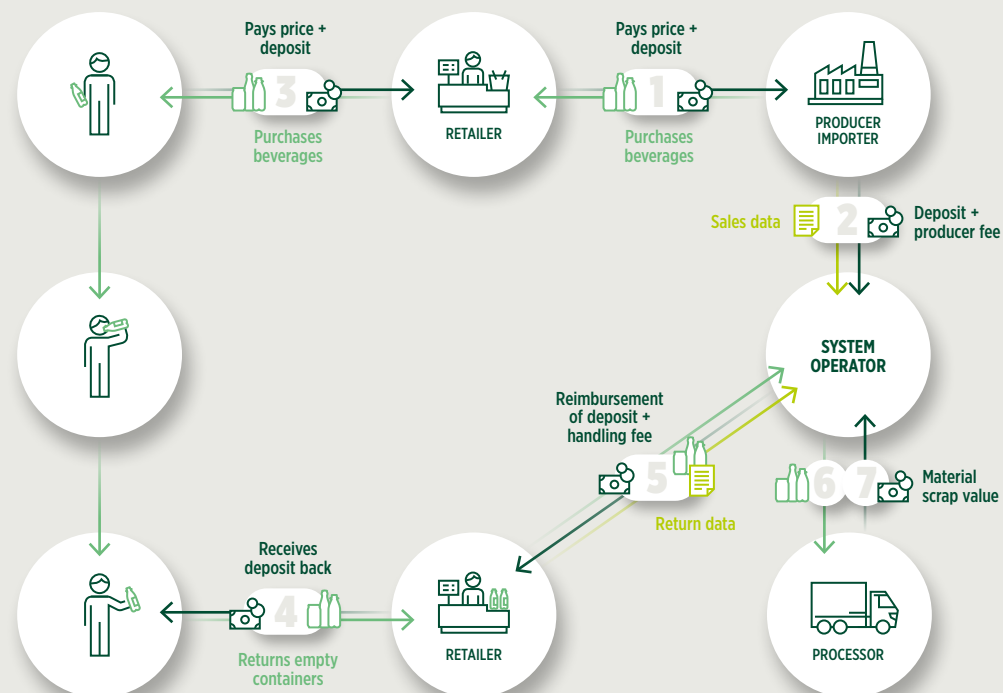 Pays price +
deposit
3
Purchases
beverages
RETAILER
Pays price +
deposit
1
Purchases
beverages
PRODUCER
IMPORTER
Sales data
2
Deposit +
producer fee
SYSTEM
OPERATOR
Reimbursement
of deposit +
handling fee
5
Return data
6
7
Material
scrap value
Receives
deposit back
4
Returns empty
containers
RETAILER
PROCESSOR